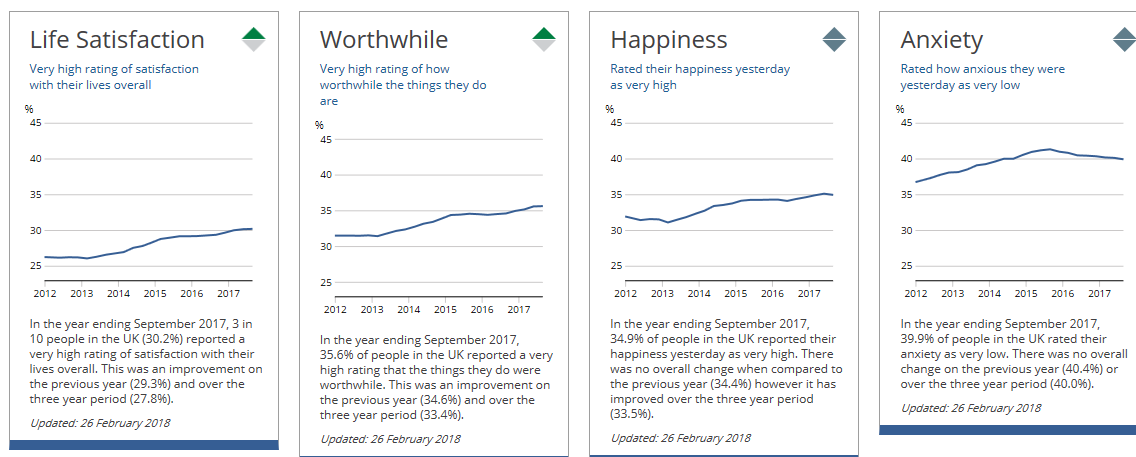 Life Satisfaction
Very high rating of satisfaction
with their lives overall
%
45
40
35
30
25
2012 2013 2014 2015 2016 2017
In the year ending September 2017, 3 in
10 people in the UK (30.2%) reported a
very high rating of satisfaction with their
lives overall. This was an improvement on
the previous year (29.3%) and over the
three year period (27.8%).
Updated: 26 February 2018
Worthwhile
Very high rating of how
worthwhile the things they do
are
%
45
40
35
30
25
2012 2013 2014 2015 2016 2017
In the year ending September 2017,
35.6% of people in the UK reported a very
high rating that the things they do were
worthwhile. This was an improvement on
the previous year (34.6%) and over the
three year period (33.4%).
Updated: 26 February 2018
Happiness
Rated their happiness yesterday
as very high
%
45
40
35
30
25
2012 2013 2014 2015 2016 2017
In the year ending September 2017,
34.9% of people in the UK reported their
happiness yesterday as very high. There
was no overall change when compared to
the previous year (34.4%) however it has
improved over the three year period
(33.5%).
Updated: 26 February 2018
Anxiety
Rated how anxious they were
yesterday as very low
%
45
40
35
30
25
2012 2013 2014 2015 2016 2017
In the year ending September 2017,
39.9% of people in the UK rated their
anxiety as very low. There was no overall
change on the previous year (40.4%) or
over the three year period (40.0%).
Updated: 26 February 2018